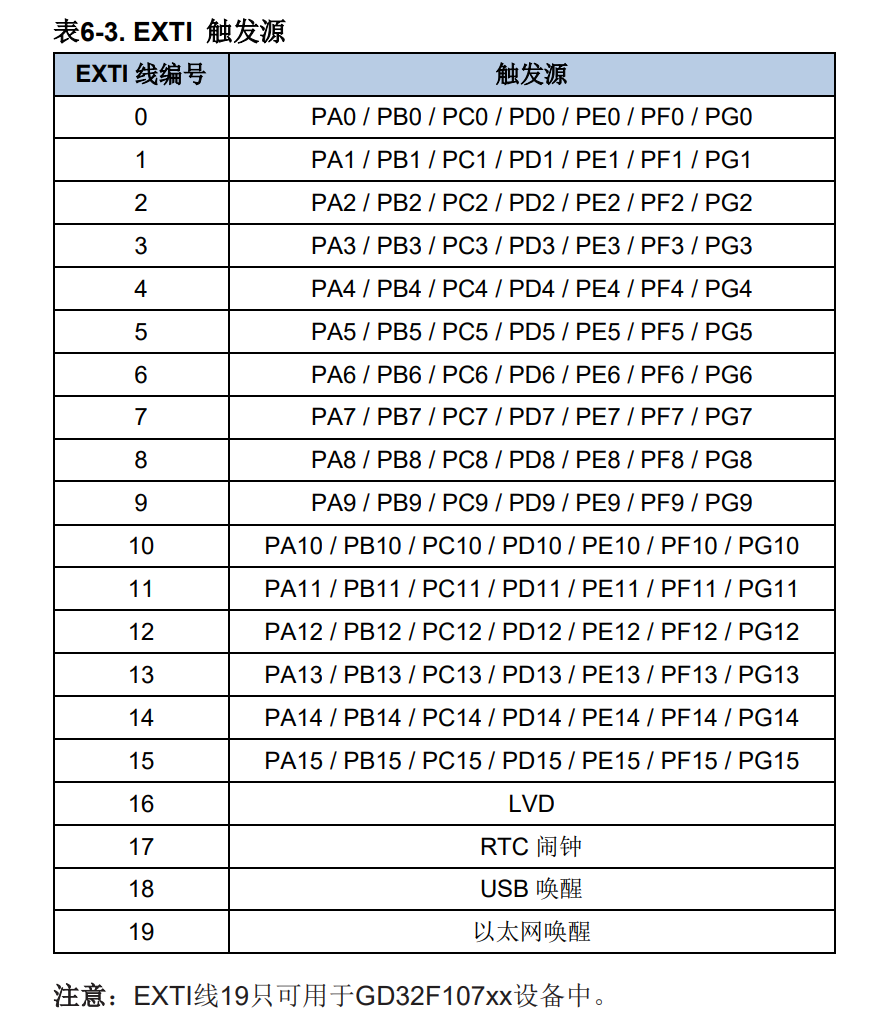 表6-3. EXTI 触发源
EXTI 线编号 触发源
0 PA0 / PB0 / PC0 / PD0 / PE0 / PF0 / PG0
1 PA1 / PB1 / PC1 / PD1 / PE1 / PF1 / PG1
2 PA2 / PB2 / PC2 / PD2 / PE2 / PF2 / PG2
3 PA3 / PB3 / PC3 / PD3 / PE3 / PF3 / PG3
4 PA4 / PB4 / PC4 / PD4 / PE4 / PF4 / PG4
5 PA5 / PB5 / PC5 / PD5 / PE5 / PF5 / PG5
6 PA6 / PB6 / PC6 / PD6 / PE6 / PF6 / PG6
7 PA7 / PB7 / PC7 / PD7 / PE7 / PF7 / PG7
8 PA8 / PB8 / PC8 / PD8 / PE8 / PF8 / PG8
9 PA9 / PB9 / PC9 / PD9 / PE9 / PF9 / PG9
10 PA10 / PB10 / PC10 / PD10 / PE10 / PF10 / PG10
11 PA11 / PB11 / PC11 / PD11 / PE11 / PF11 / PG11
12 PA12 / PB12 / PC12 / PD12 / PE12 / PF12 / PG12
13 PA13 / PB13 / PC13 / PD13 / PE13 / PF13 / PG13
14 PA14 / PB14 / PC14 / PD14 / PE14 / PF14 / PG14
15 PA15 / PB15 / PC15 / PD15 / PE15 / PF15 / PG15
16 LVD
17 RTC 闹钟
18 USB 唤醒
19 以太网唤醒
注意：EXTI线19只可用于GD32F107xx设备中。